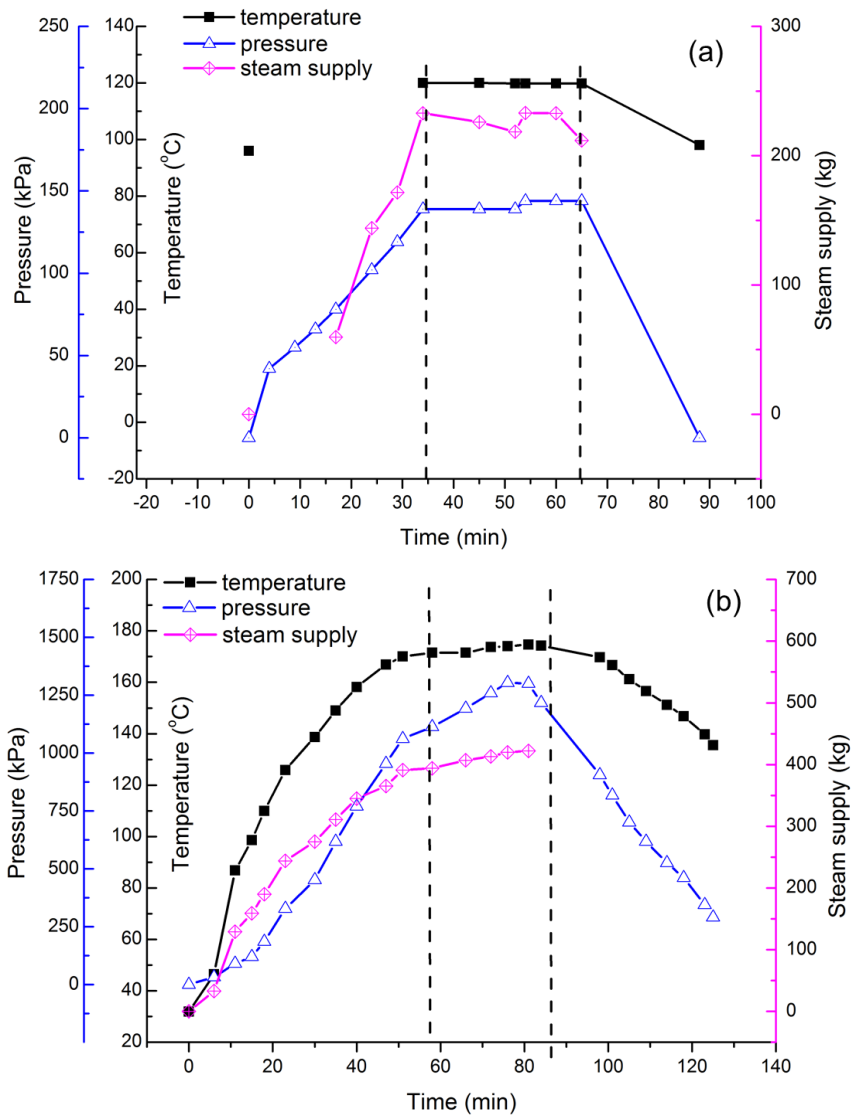 temperature
pressure
steam supply
(a)
250
200
150
100
50
0
Pressure (kPa)
140
120
100
80
60
40
20
0
-20
Temperature (°C)
300
200
100
0
Steam supply (kg)
-20 -10 0 10 20 30 40 50 60 70 80 90 100
Time (min)
temperature
pressure
steam supply
(b)
1750
1500
1250
1000
750
500
250
0
Pressure (kPa)
200
180
160
140
120
100
80
60
40
20
Temperature (°C)
700
600
500
400
300
200
100
0
Steam supply (kg)
0 20 40 60 80 100 120 140
Time (min)